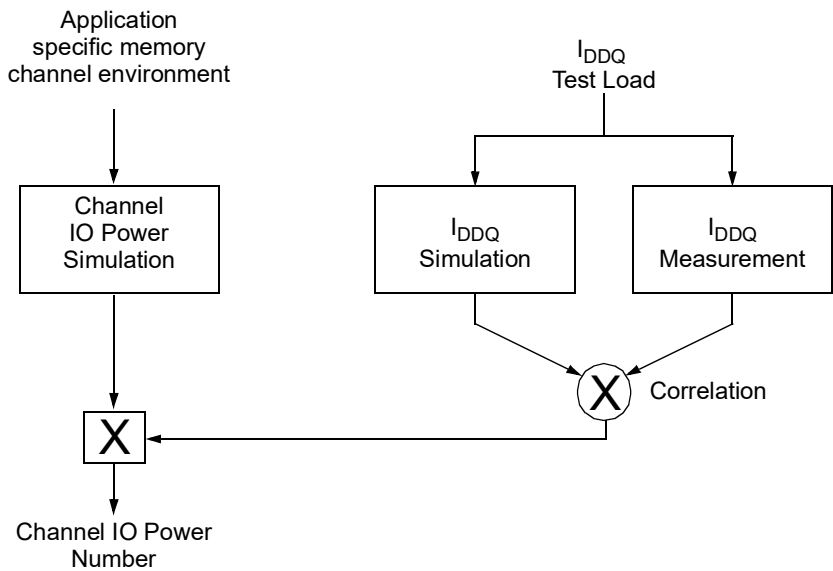 Application
specific memory
channel environment
IDDQ
Test Load
Channel
IO Power
Simulation
IDDQ
Simulation
IDDQ
Measurement
X
Correlation
X
Channel IO Power
Number